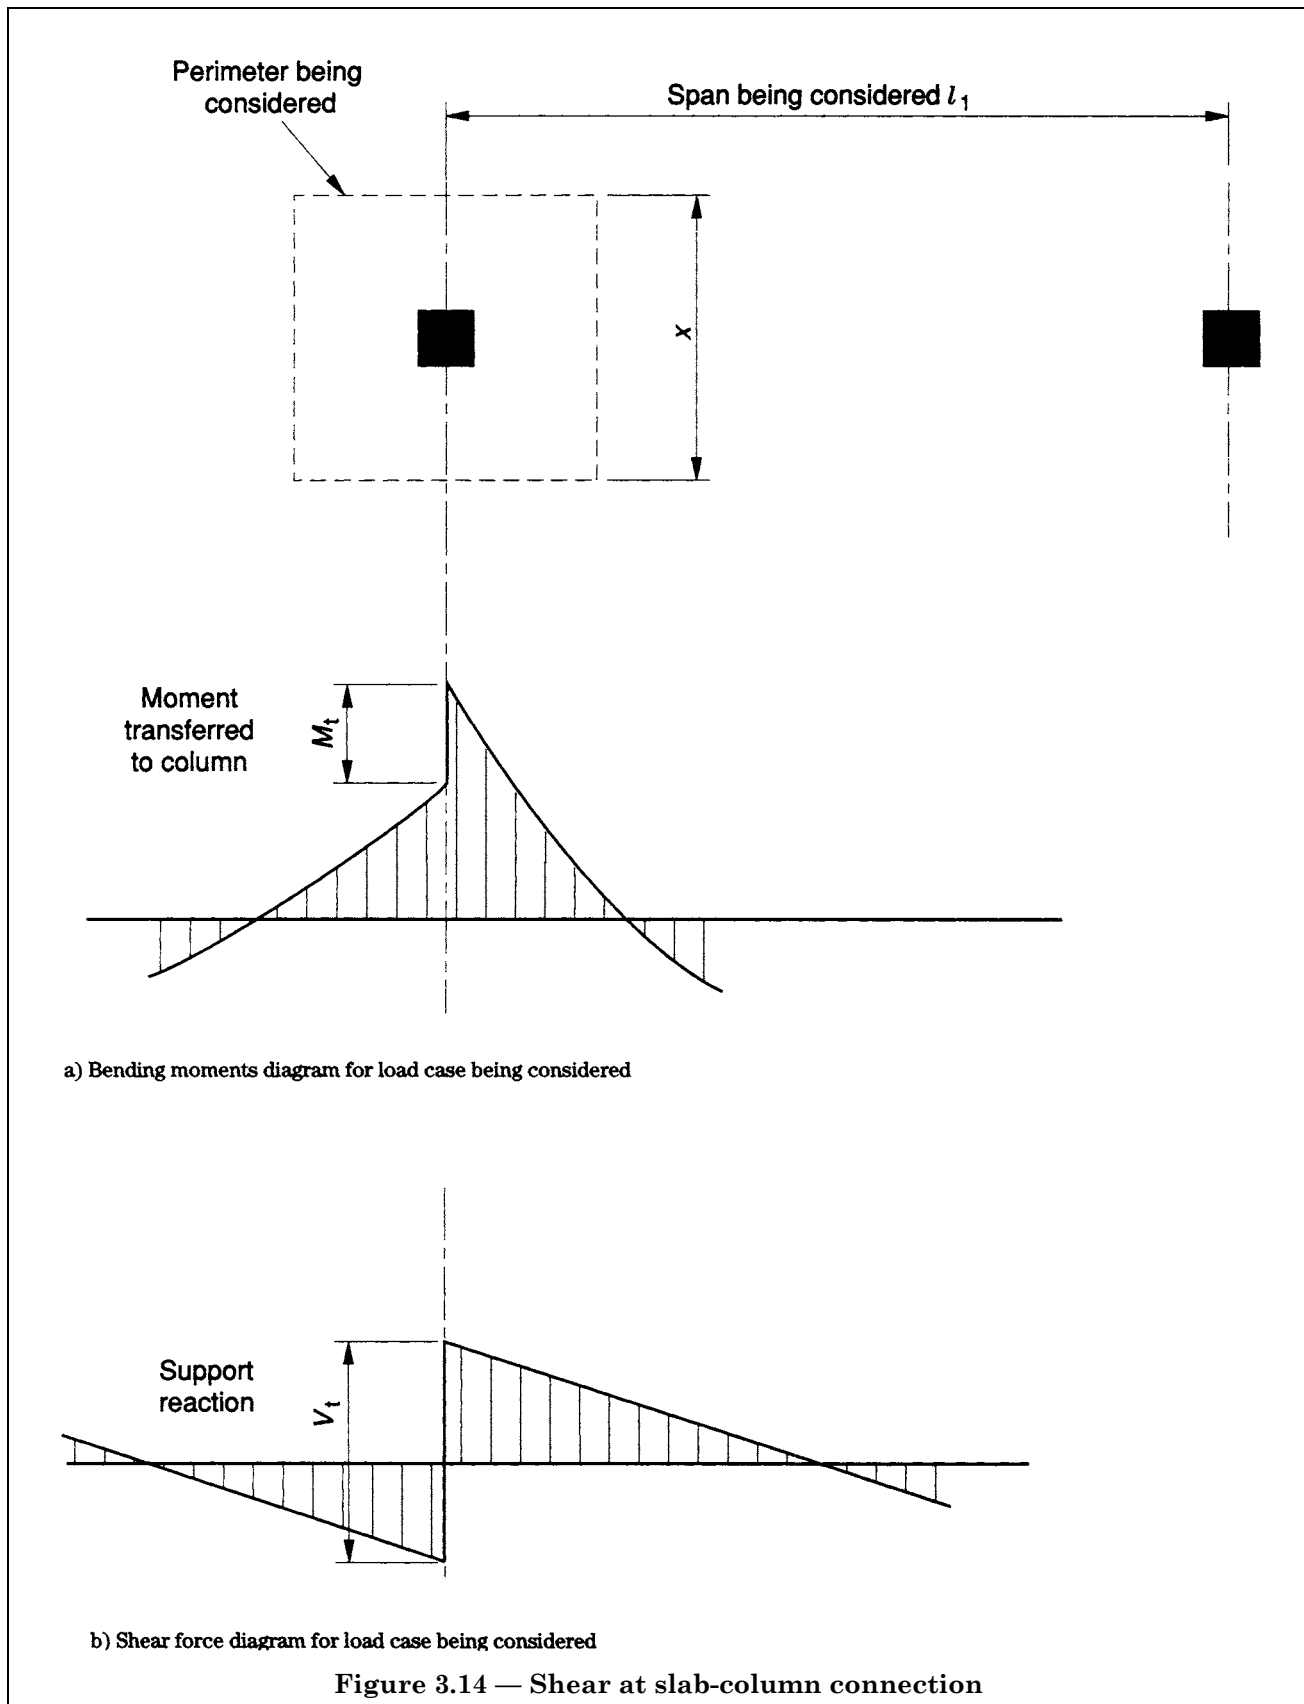 Perimeter being
considered
Span being considered l₁
x
Moment
transferred
to column
Mₜ
a) Bending moments diagram for load case being considered
Support
reaction
Vₜ
b) Shear force diagram for load case being considered
Figure 3.14 — Shear at slab-column connection